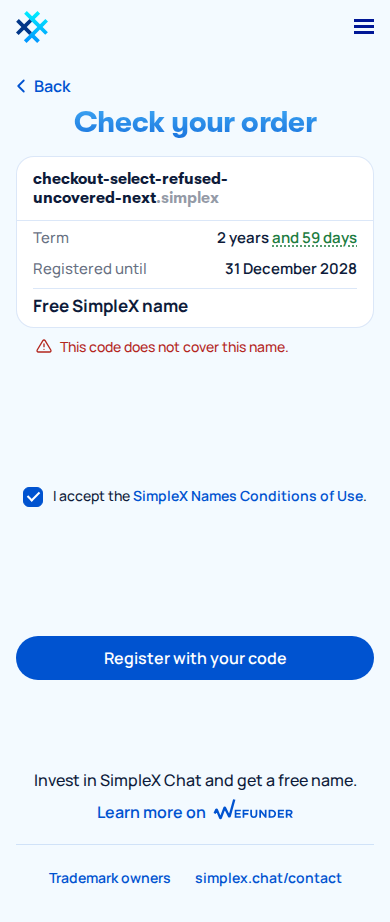 Back
Check your order
checkout-select-refused-
uncovered-next.simplex
Term 2 years and 59 days
Registered until 31 December 2028
Free SimpleX name
This code does not cover this name.
I accept the SimpleX Names Conditions of Use.
Register with your code
Invest in SimpleX Chat and get a free name.
Learn more on WEFUNDER
Trademark owners simplex.chat/contact